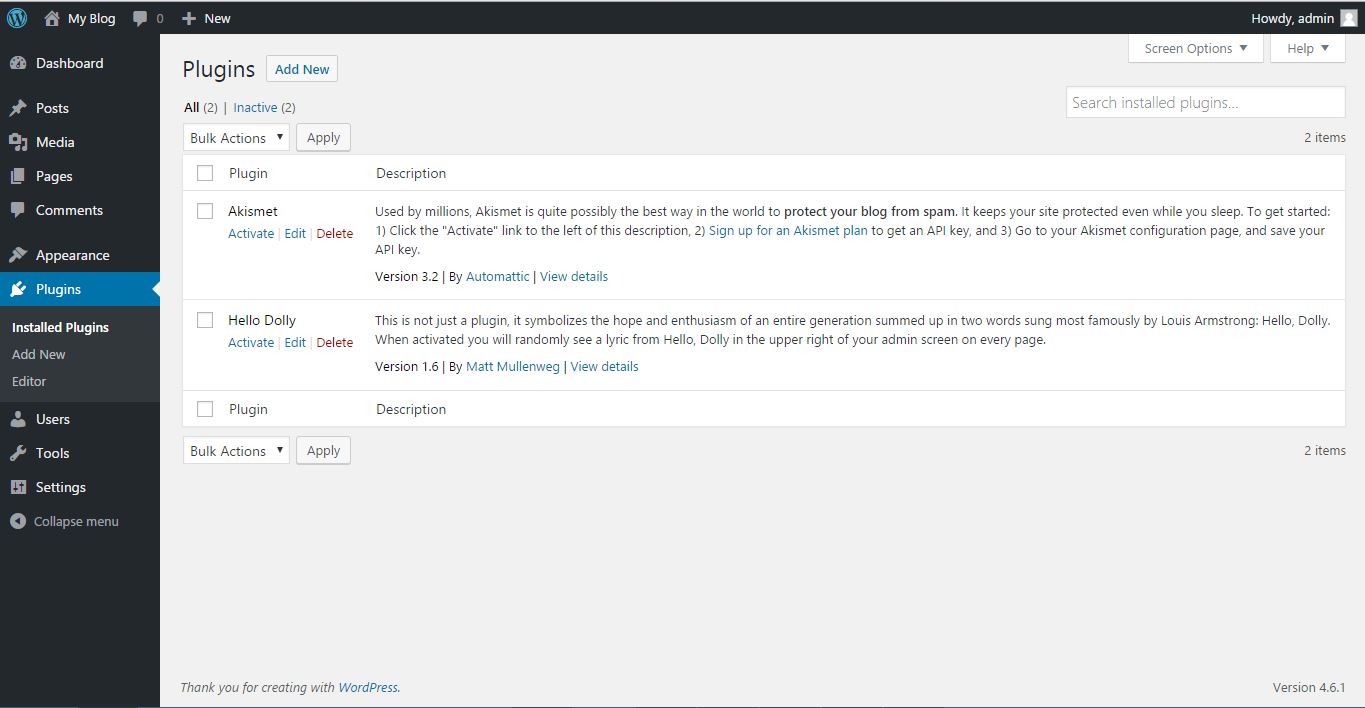 My Blog 0 New Howdy, admin
Screen Options Help
Dashboard
Posts
Media
Pages
Comments
Appearance
Plugins
Installed Plugins
Add New
Editor
Users
Tools
Settings
Collapse menu
Plugins Add New
All (2) | Inactive (2)
Search installed plugins...
Bulk Actions Apply
2 items
Plugin Description
Akismet
Activate | Edit | Delete
Used by millions, Akismet is quite possibly the best way in the world to protect your blog from spam. It keeps your site protected even while you sleep. To get started:
1) Click the "Activate" link to the left of this description, 2) Sign up for an Akismet plan to get an API key, and 3) Go to your Akismet configuration page, and save your
API key.
Version 3.2 | By Automattic | View details
Hello Dolly
Activate | Edit | Delete
This is not just a plugin, it symbolizes the hope and enthusiasm of an entire generation summed up in two words sung most famously by Louis Armstrong: Hello, Dolly.
When activated you will randomly see a lyric from Hello, Dolly in the upper right of your admin screen on every page.
Version 1.6 | By Matt Mullenweg | View details
Plugin Description
Bulk Actions Apply
2 items
Thank you for creating with WordPress.
Version 4.6.1